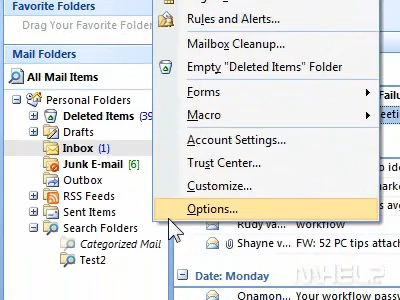 Favorite Folders
Drag Your Favorite Folders
Mail Folders
All Mail Items
Personal Folders
Deleted Items (39
Drafts
Inbox (1)
Junk E-mail [6]
Outbox
RSS Feeds
Sent Items
Search Folders
Categorized Mail
Test2
Rules and Alerts...
Mailbox Cleanup...
Empty "Deleted Items" Folder
Forms
Macro
Account Settings...
Trust Center...
Customize...
Options...
Rudy va... workflow
Shayne v... FW: 52 PC tips attach
Date: Monday
Onamon... Your workflow pass